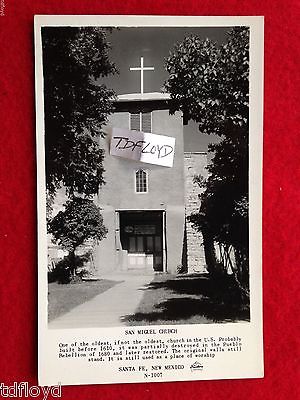 TDFLOYD
SAN MIGUEL CHURCH
One of the oldest, if not the oldest, church in the U.S. Probably
built before 1610, it was partially destroyed in the Pueblo
Rebellion of 1680 and later restored. The original walls still
stand. It is still used as a place of worship
SANTA FE, NEW MEXICO
N-1007
tdfloyd